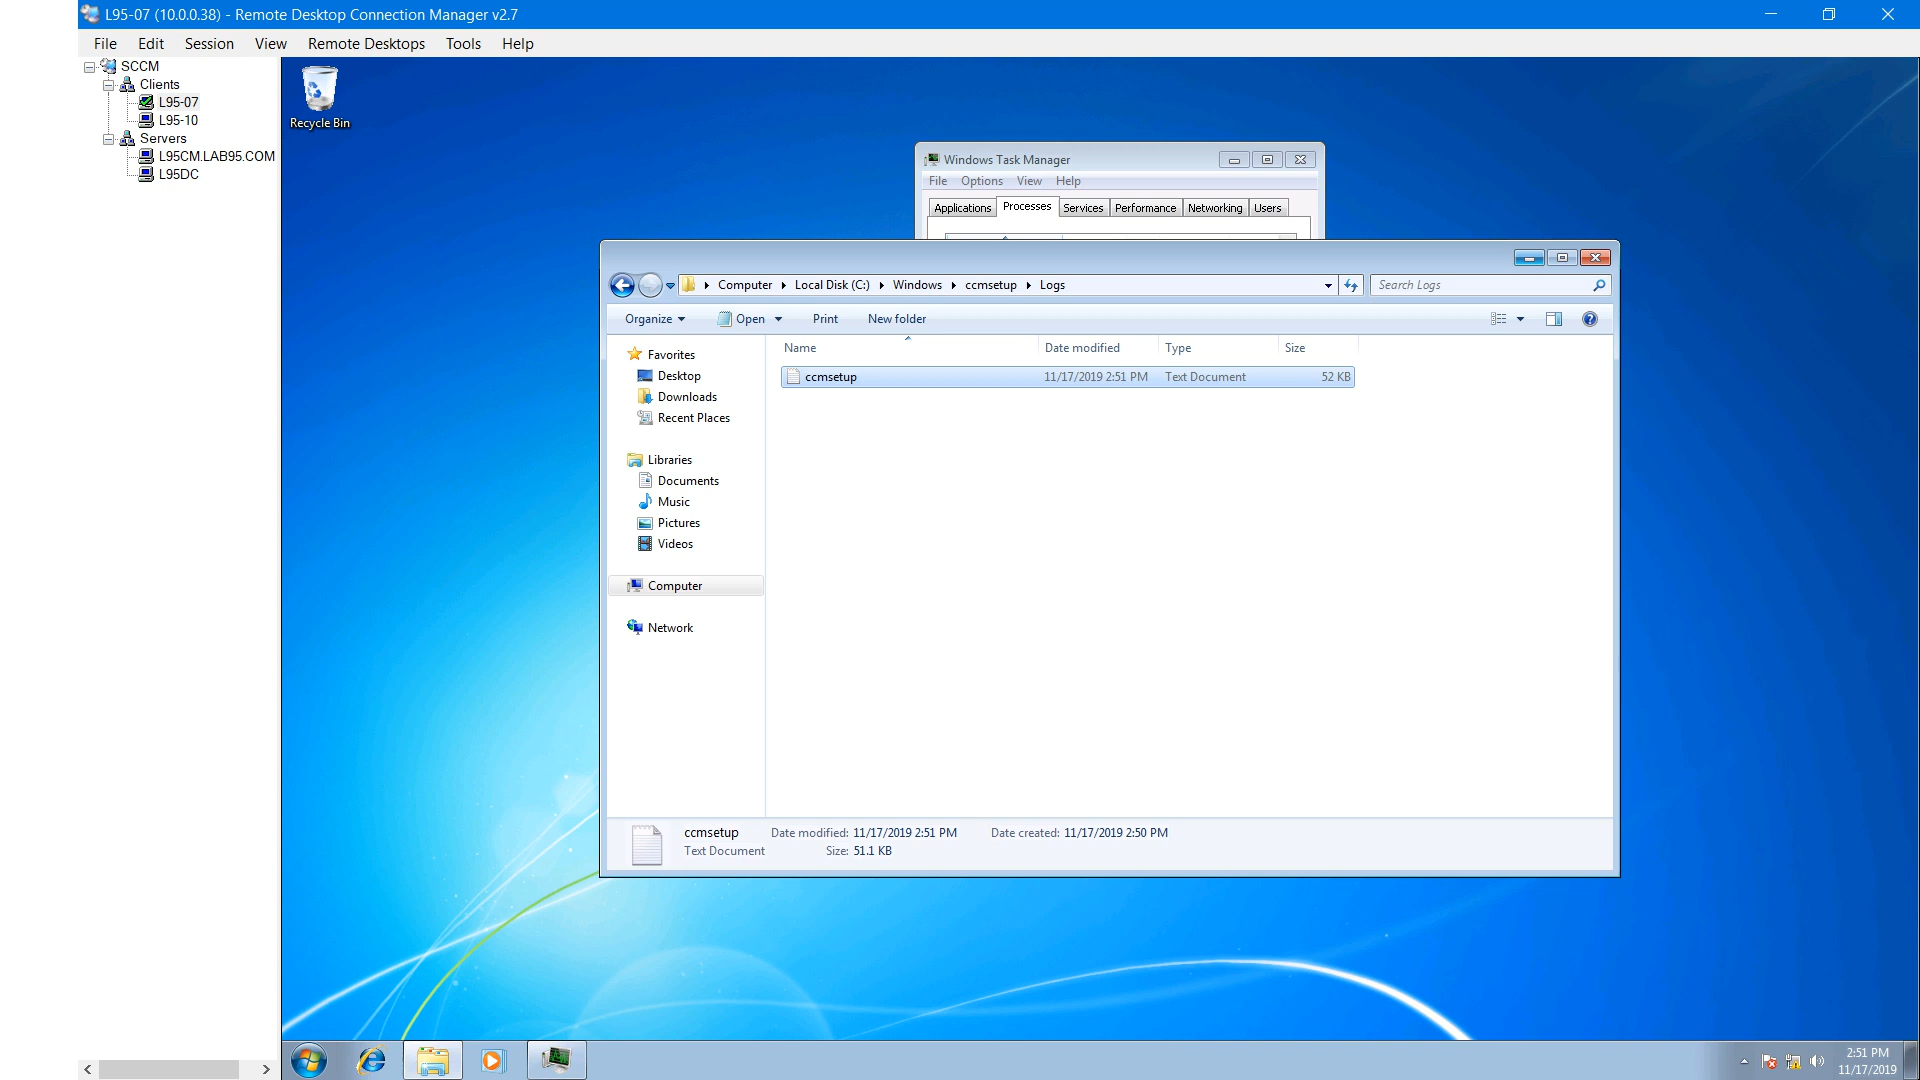 L95-07 (10.0.0.38) - Remote Desktop Connection Manager v2.7
File Edit Session View Remote Desktops Tools Help
SCCM
Clients
L95-07
L95-10
Servers
L95CM.LAB95.COM
L95DC
Recycle Bin
Windows Task Manager
File Options View Help
Applications Processes Services Performance Networking Users
Computer Local Disk (C:) Windows ccmsetup Logs
Search Logs
Organize Open Print New folder
Favorites
Desktop
Downloads
Recent Places
Libraries
Documents
Music
Pictures
Videos
Computer
Network
Name Date modified Type Size
ccmsetup 11/17/2019 2:51 PM Text Document 52 KB
ccmsetup Date modified: 11/17/2019 2:51 PM Date created: 11/17/2019 2:50 PM
Text Document Size: 51.1 KB
2:51 PM
11/17/2019